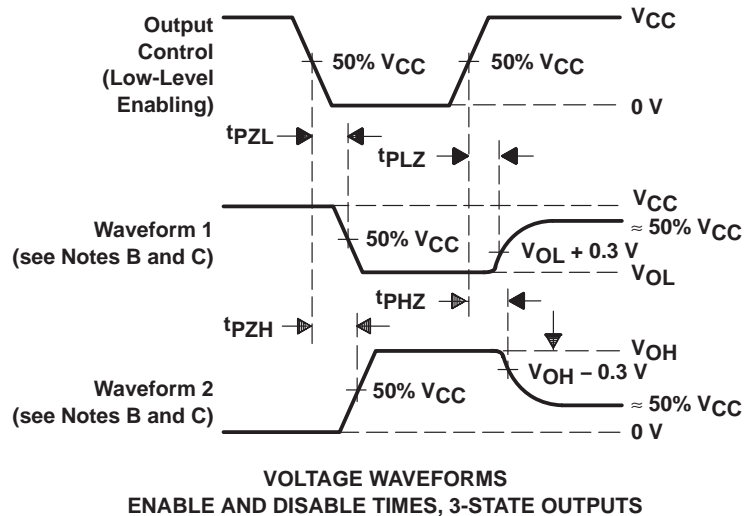 Output
Control
(Low-Level
Enabling)
VCC
50% VCC
50% VCC
0 V
tPZL
tPLZ
VCC
Waveform 1
(see Notes B and C)
50% VCC
≈ 50% VCC
VOL + 0.3 V
VOL
tPHZ
tPZH
VOH
VOH − 0.3 V
Waveform 2
(see Notes B and C)
50% VCC
≈ 50% VCC
0 V
VOLTAGE WAVEFORMS
ENABLE AND DISABLE TIMES, 3-STATE OUTPUTS